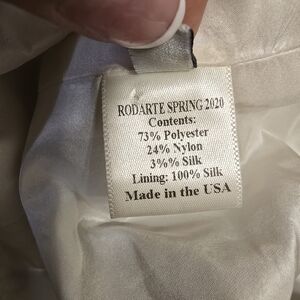 RODARTE SPRING 2020
Contents:
73% Polyester
24% Nylon
3%% Silk
Lining: 100% Silk
Made in the USA